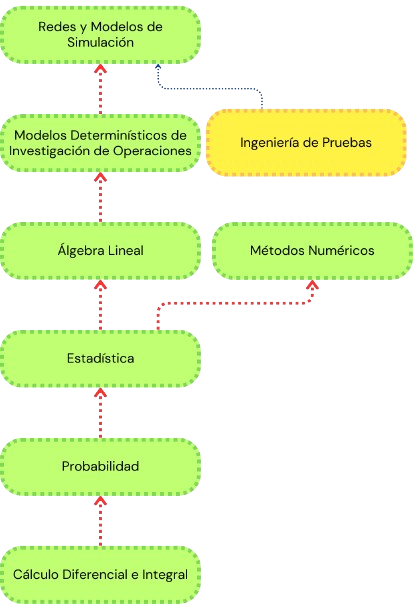 Redes y Modelos de
Simulación
Modelos Determinísticos de
Investigación de Operaciones
Ingeniería de Pruebas
Álgebra Lineal
Métodos Numéricos
Estadística
Probabilidad
Cálculo Diferencial e Integral